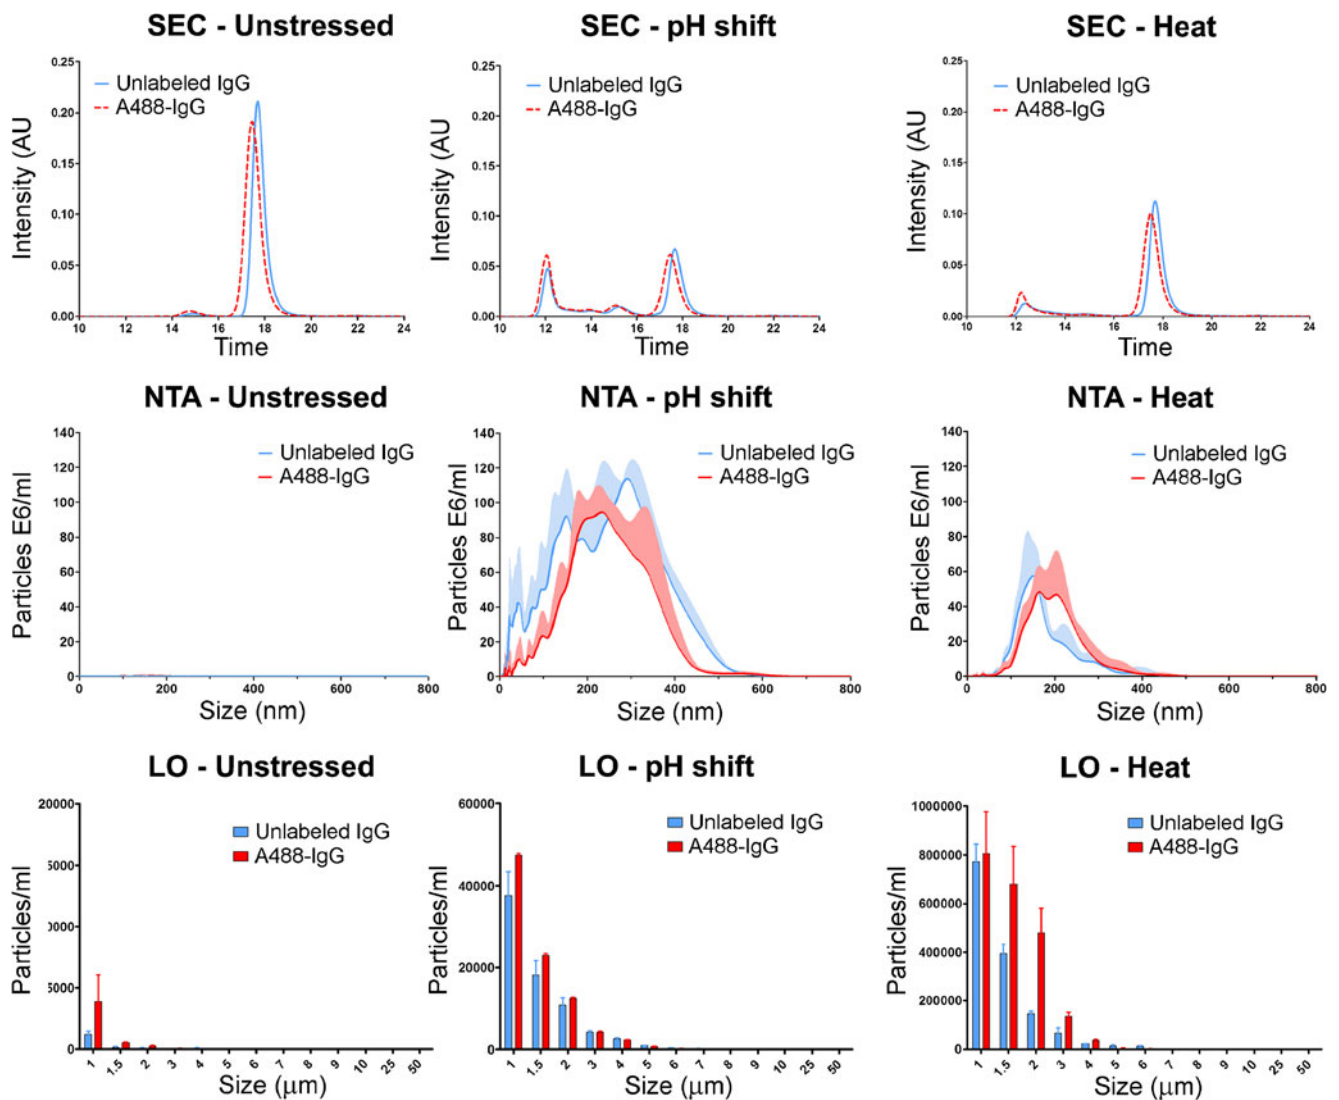 SEC - Unstressed
SEC - pH shift
SEC - Heat
0.25
0.20
0.15
0.10
0.05
0.00
Intensity (AU
Unlabeled IgG
A488-IgG
10 12 14 16 18 20 22 24
Time
0.25
0.20
0.15
0.10
0.05
0.00
Intensity (AU
Unlabeled IgG
A488-IgG
10 12 14 16 18 20 22 24
Time
0.25
0.20
0.15
0.10
0.05
0.00
Intensity (AU
Unlabeled IgG
A488-IgG
10 12 14 16 18 20 22 24
Time
NTA - Unstressed
NTA - pH shift
NTA - Heat
140
120
100
80
60
40
20
0
Particles E6/ml
Unlabeled IgG
A488-IgG
0 200 400 600 800
Size (nm)
140
120
100
80
60
40
20
0
Particles E6/ml
Unlabeled IgG
A488-IgG
0 200 400 600 800
Size (nm)
140
120
100
80
60
40
20
0
Particles E6/ml
Unlabeled IgG
A488-IgG
0 200 400 600 800
Size (nm)
LO - Unstressed
LO - pH shift
LO - Heat
20000
5000
0000
5000
0
Particles/ml
Unlabeled IgG
A488-IgG
1 1.5 2 3 4 5 6 7 8 9 10 25 50
Size (μm)
60000
40000
20000
0
Particles/ml
Unlabeled IgG
A488-IgG
1 1.5 2 3 4 5 6 7 8 9 10 25 50
Size (μm)
1000000
800000
600000
400000
200000
0
Particles/ml
Unlabeled IgG
A488-IgG
1 1.5 2 3 4 5 6 7 8 9 10 25 50
Size (μm)